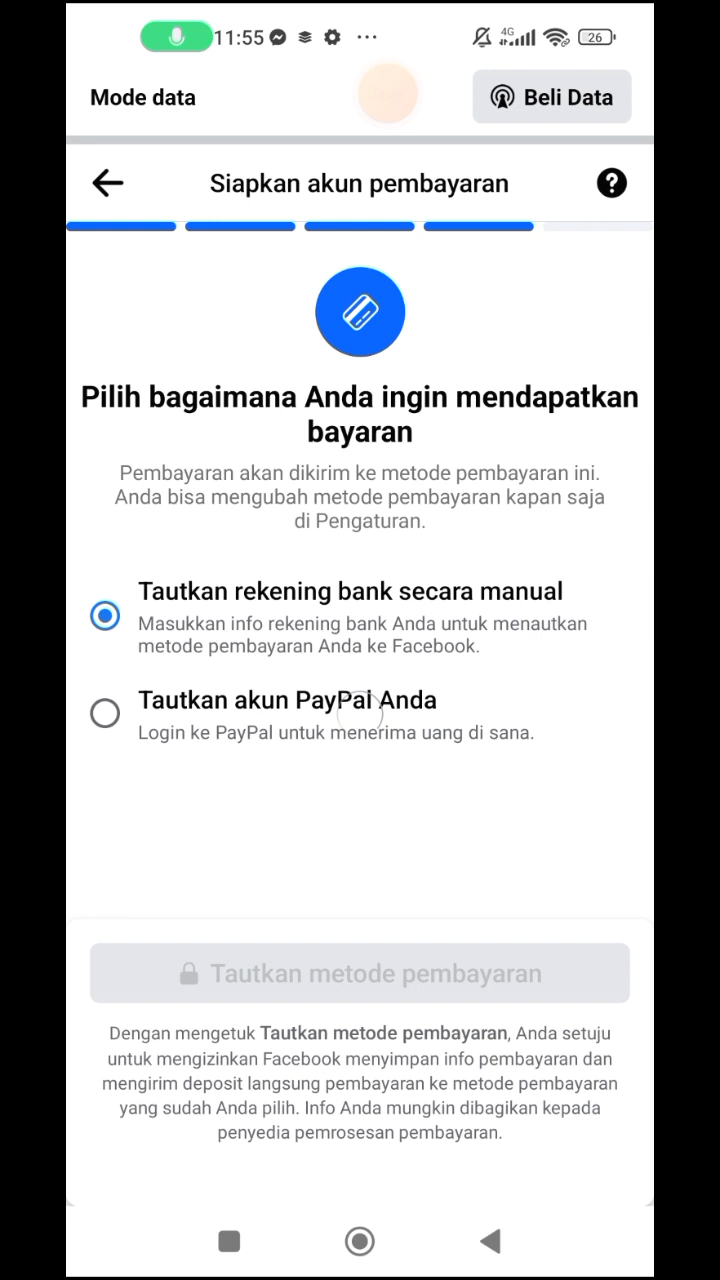 11:55 ... 4G 26
Mode data
Beli Data
Siapkan akun pembayaran
Pilih bagaimana Anda ingin mendapatkan
bayaran
Pembayaran akan dikirim ke metode pembayaran ini.
Anda bisa mengubah metode pembayaran kapan saja
di Pengaturan.
Tautkan rekening bank secara manual
Masukkan info rekening bank Anda untuk menautkan
metode pembayaran Anda ke Facebook.
Tautkan akun PayPal Anda
Login ke PayPal untuk menerima uang di sana.
Tautkan metode pembayaran
Dengan mengetuk Tautkan metode pembayaran, Anda setuju
untuk mengizinkan Facebook menyimpan info pembayaran dan
mengirim deposit langsung pembayaran ke metode pembayaran
yang sudah Anda pilih. Info Anda mungkin dibagikan kepada
penyedia pemrosesan pembayaran.